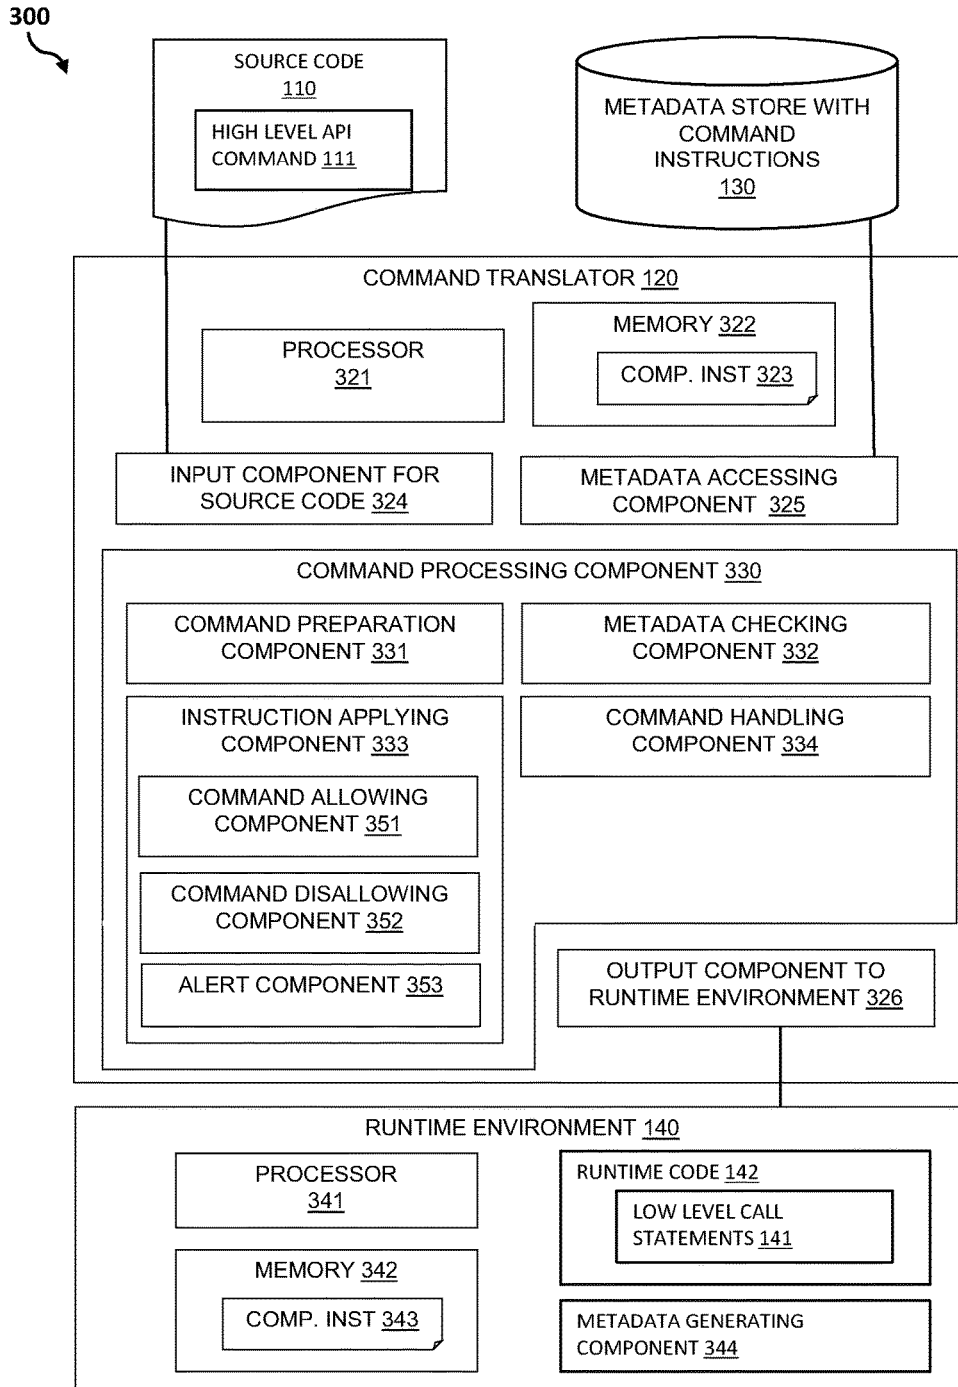 300
SOURCE CODE
110
HIGH LEVEL API
COMMAND 111
METADATA STORE WITH
COMMAND
INSTRUCTIONS
130
COMMAND TRANSLATOR 120
PROCESSOR
321
MEMORY 322
COMP. INST 323
INPUT COMPONENT FOR
SOURCE CODE 324
METADATA ACCESSING
COMPONENT 325
COMMAND PROCESSING COMPONENT 330
COMMAND PREPARATION
COMPONENT 331
METADATA CHECKING
COMPONENT 332
INSTRUCTION APPLYING
COMPONENT 333
COMMAND HANDLING
COMPONENT 334
COMMAND ALLOWING
COMPONENT 351
COMMAND DISALLOWING
COMPONENT 352
ALERT COMPONENT 353
OUTPUT COMPONENT TO
RUNTIME ENVIRONMENT 326
RUNTIME ENVIRONMENT 140
PROCESSOR
341
RUNTIME CODE 142
LOW LEVEL CALL
STATEMENTS 141
MEMORY 342
COMP. INST 343
METADATA GENERATING
COMPONENT 344